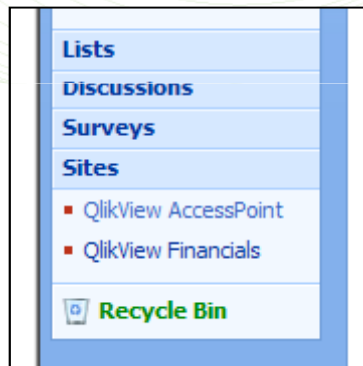 Lists
Discussions
Surveys
Sites
QlikView AccessPoint
QlikView Financials
Recycle Bin